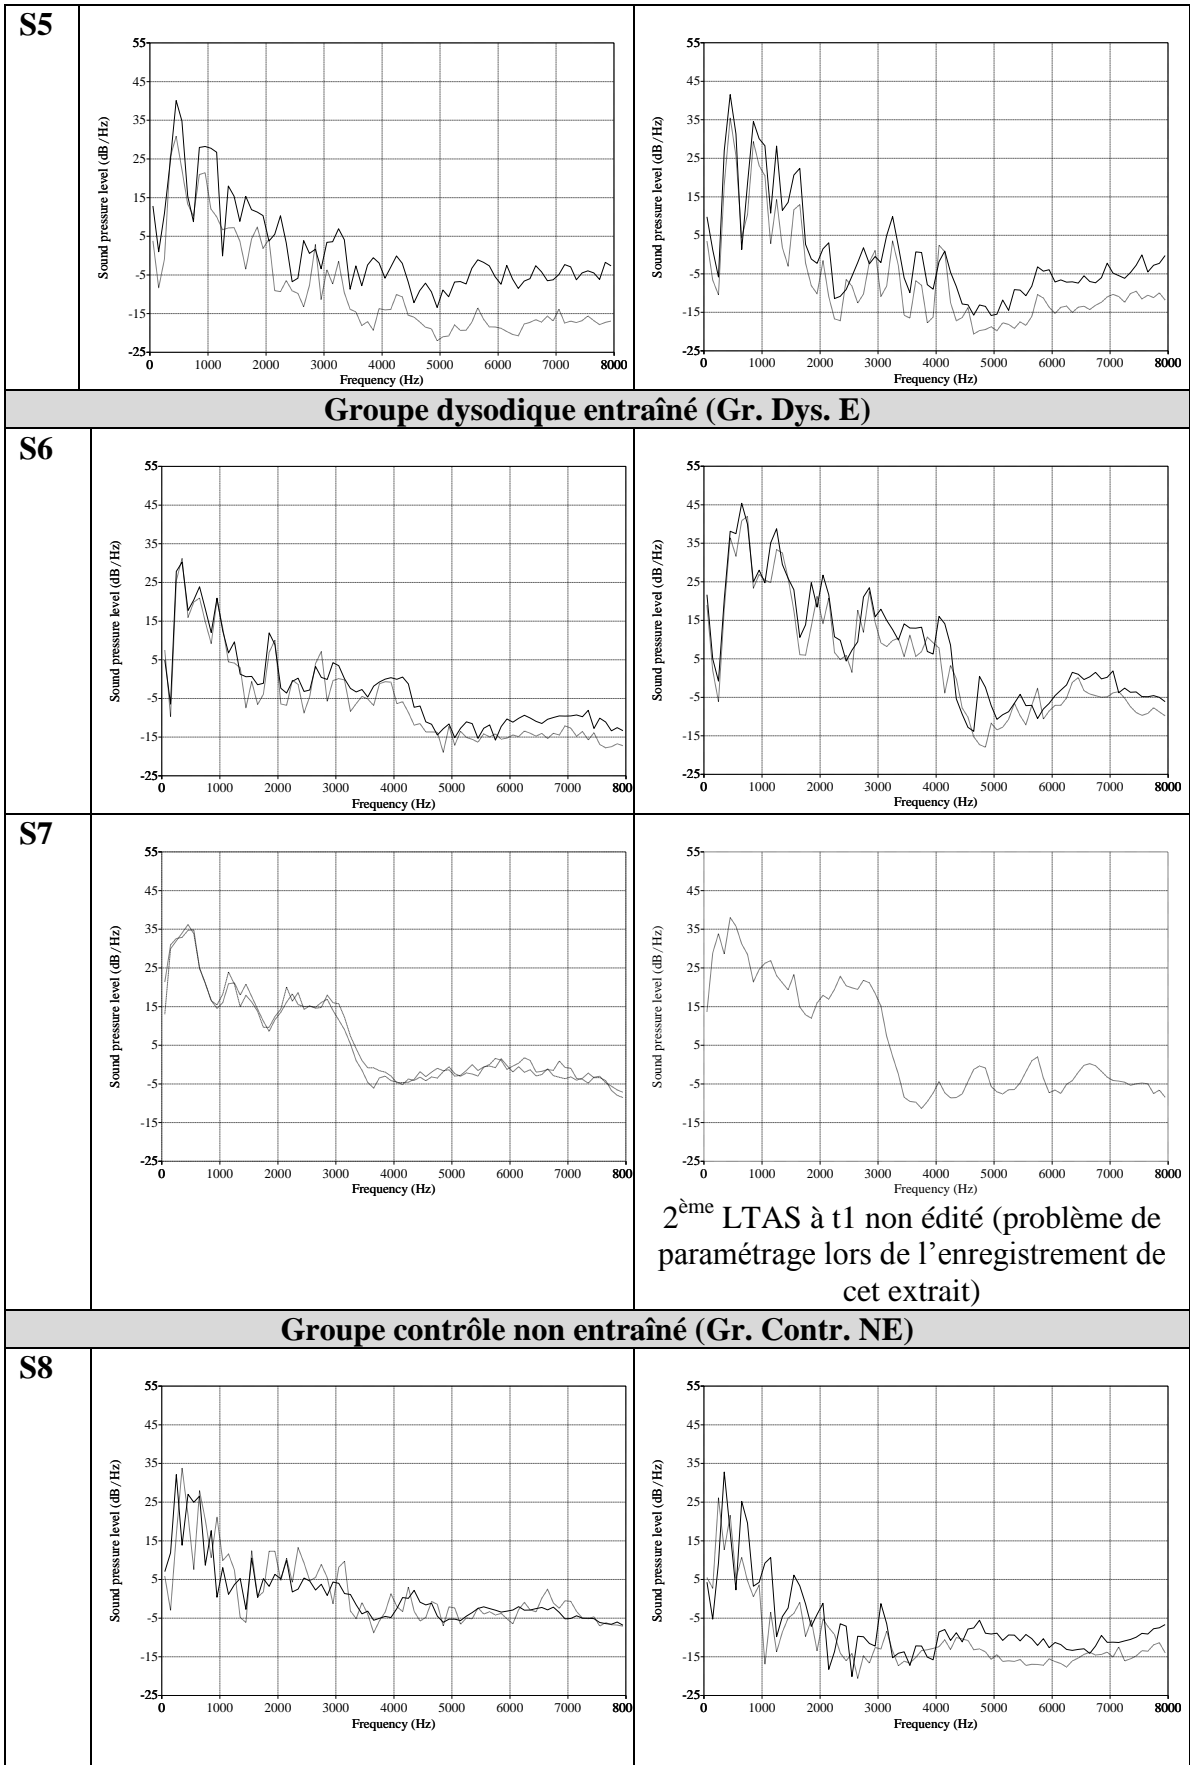 S5
55
45
35
25
15
5
-5
-15
-25
Sound pressure level (dB/Hz)
0 1000 2000 3000 4000 5000 6000 7000 8000
Frequency (Hz)
55
45
35
25
15
5
-5
-15
-25
Sound pressure level (dB/Hz)
0 1000 2000 3000 4000 5000 6000 7000 8000
Frequency (Hz)
Groupe dysodique entraîné (Gr. Dys. E)
S6
55
45
35
25
15
5
-5
-15
-25
Sound pressure level (dB/Hz)
0 1000 2000 3000 4000 5000 6000 7000 800
Frequency (Hz)
55
45
35
25
15
5
-5
-15
-25
Sound pressure level (dB/Hz)
0 1000 2000 3000 4000 5000 6000 7000 8000
Frequency (Hz)
S7
55
45
35
25
15
5
-5
-15
-25
Sound pressure level (dB/Hz)
0 1000 2000 3000 4000 5000 6000 7000 800
Frequency (Hz)
55
45
35
25
15
5
-5
-15
-25
Sound pressure level (dB/Hz)
0 1000 2000 3000 4000 5000 6000 7000 8000
Frequency (Hz)
2ème LTAS à t1 non édité (problème de
paramétrage lors de l'enregistrement de
cet extrait)
Groupe contrôle non entraîné (Gr. Contr. NE)
S8
55
45
35
25
15
5
-5
-15
-25
Sound pressure level (dB/Hz)
0 1000 2000 3000 4000 5000 6000 7000 800
Frequency (Hz)
55
45
35
25
15
5
-5
-15
-25
Sound pressure level (dB/Hz)
0 1000 2000 3000 4000 5000 6000 7000 8000
Frequency (Hz)